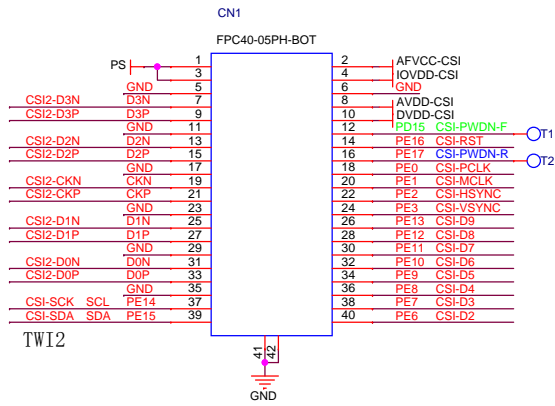 CN1
FPC40-05PH-BOT
PS 1 2 AFVCC-CSI
3 4 IOVDD-CSI
GND 5 6 GND
CSI2-D3N D3N 7 8 AVDD-CSI
CSI2-D3P D3P 9 10 DVDD-CSI
GND 11 12 PD15 CSI-PWDN-F T1
CSI2-D2N D2N 13 14 PE16 CSI-RST
CSI2-D2P D2P 15 16 PE17 CSI-PWDN-R T2
GND 17 18 PE0 CSI-PCLK
CSI2-CKN CKN 19 20 PE1 CSI-MCLK
CSI2-CKP CKP 21 22 PE2 CSI-HSYNC
GND 23 24 PE3 CSI-VSYNC
CSI2-D1N D1N 25 26 PE13 CSI-D9
CSI2-D1P D1P 27 28 PE12 CSI-D8
GND 29 30 PE11 CSI-D7
CSI2-D0N D0N 31 32 PE10 CSI-D6
CSI2-D0P D0P 33 34 PE9 CSI-D5
GND 35 36 PE8 CSI-D4
CSI-SCK SCL PE14 37 38 PE7 CSI-D3
CSI-SDA SDA PE15 39 40 PE6 CSI-D2
TWI2
41 42
GND